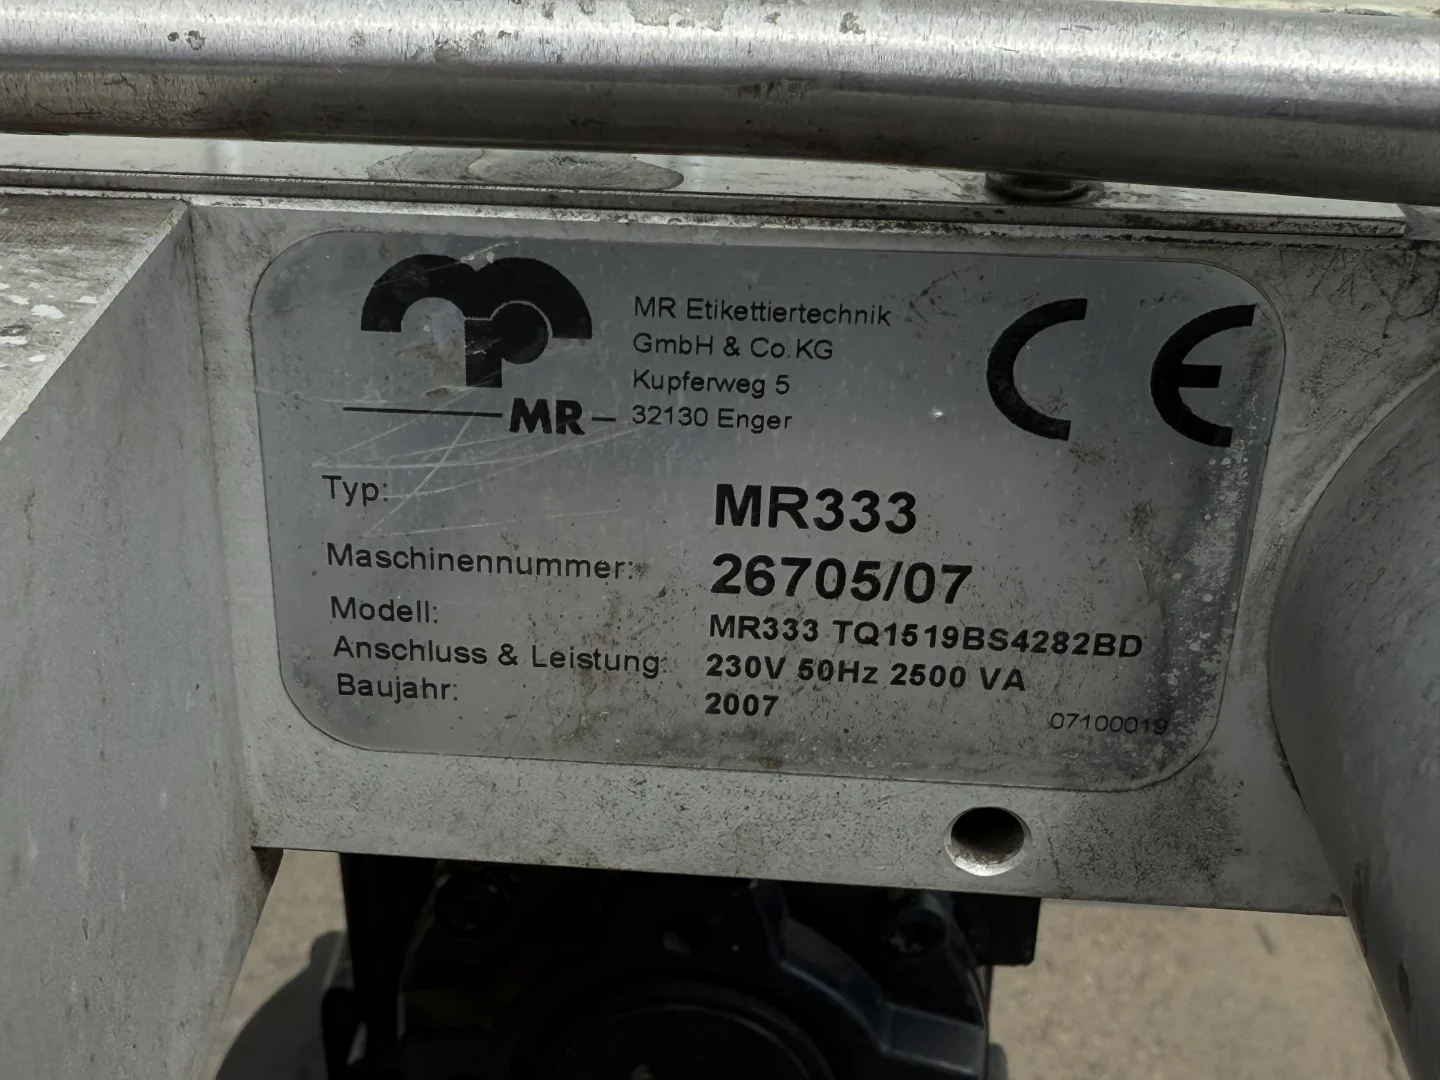 MR Etikettiertechnik
GmbH & Co.KG
Kupferweg 5
32130 Enger
MR
Typ: MR333
Maschinennummer: 26705/07
Modell: MR333 TQ1519BS4282BD
Anschluss & Leistung: 230V 50Hz 2500 VA
Baujahr: 2007
07100019
CE